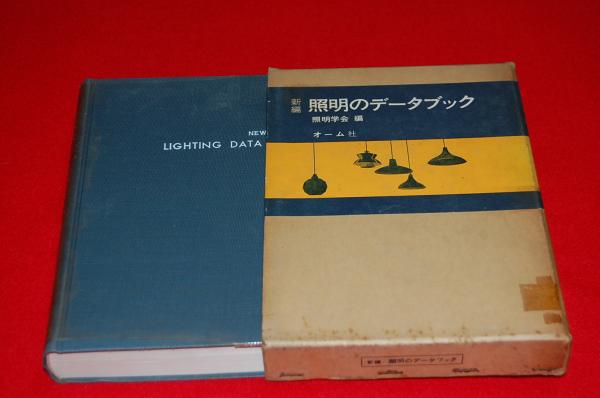 NEW
LIGHTING DATA
新編
照明のデータブック
照明学会 編
オーム社
新編 照明のデータブック